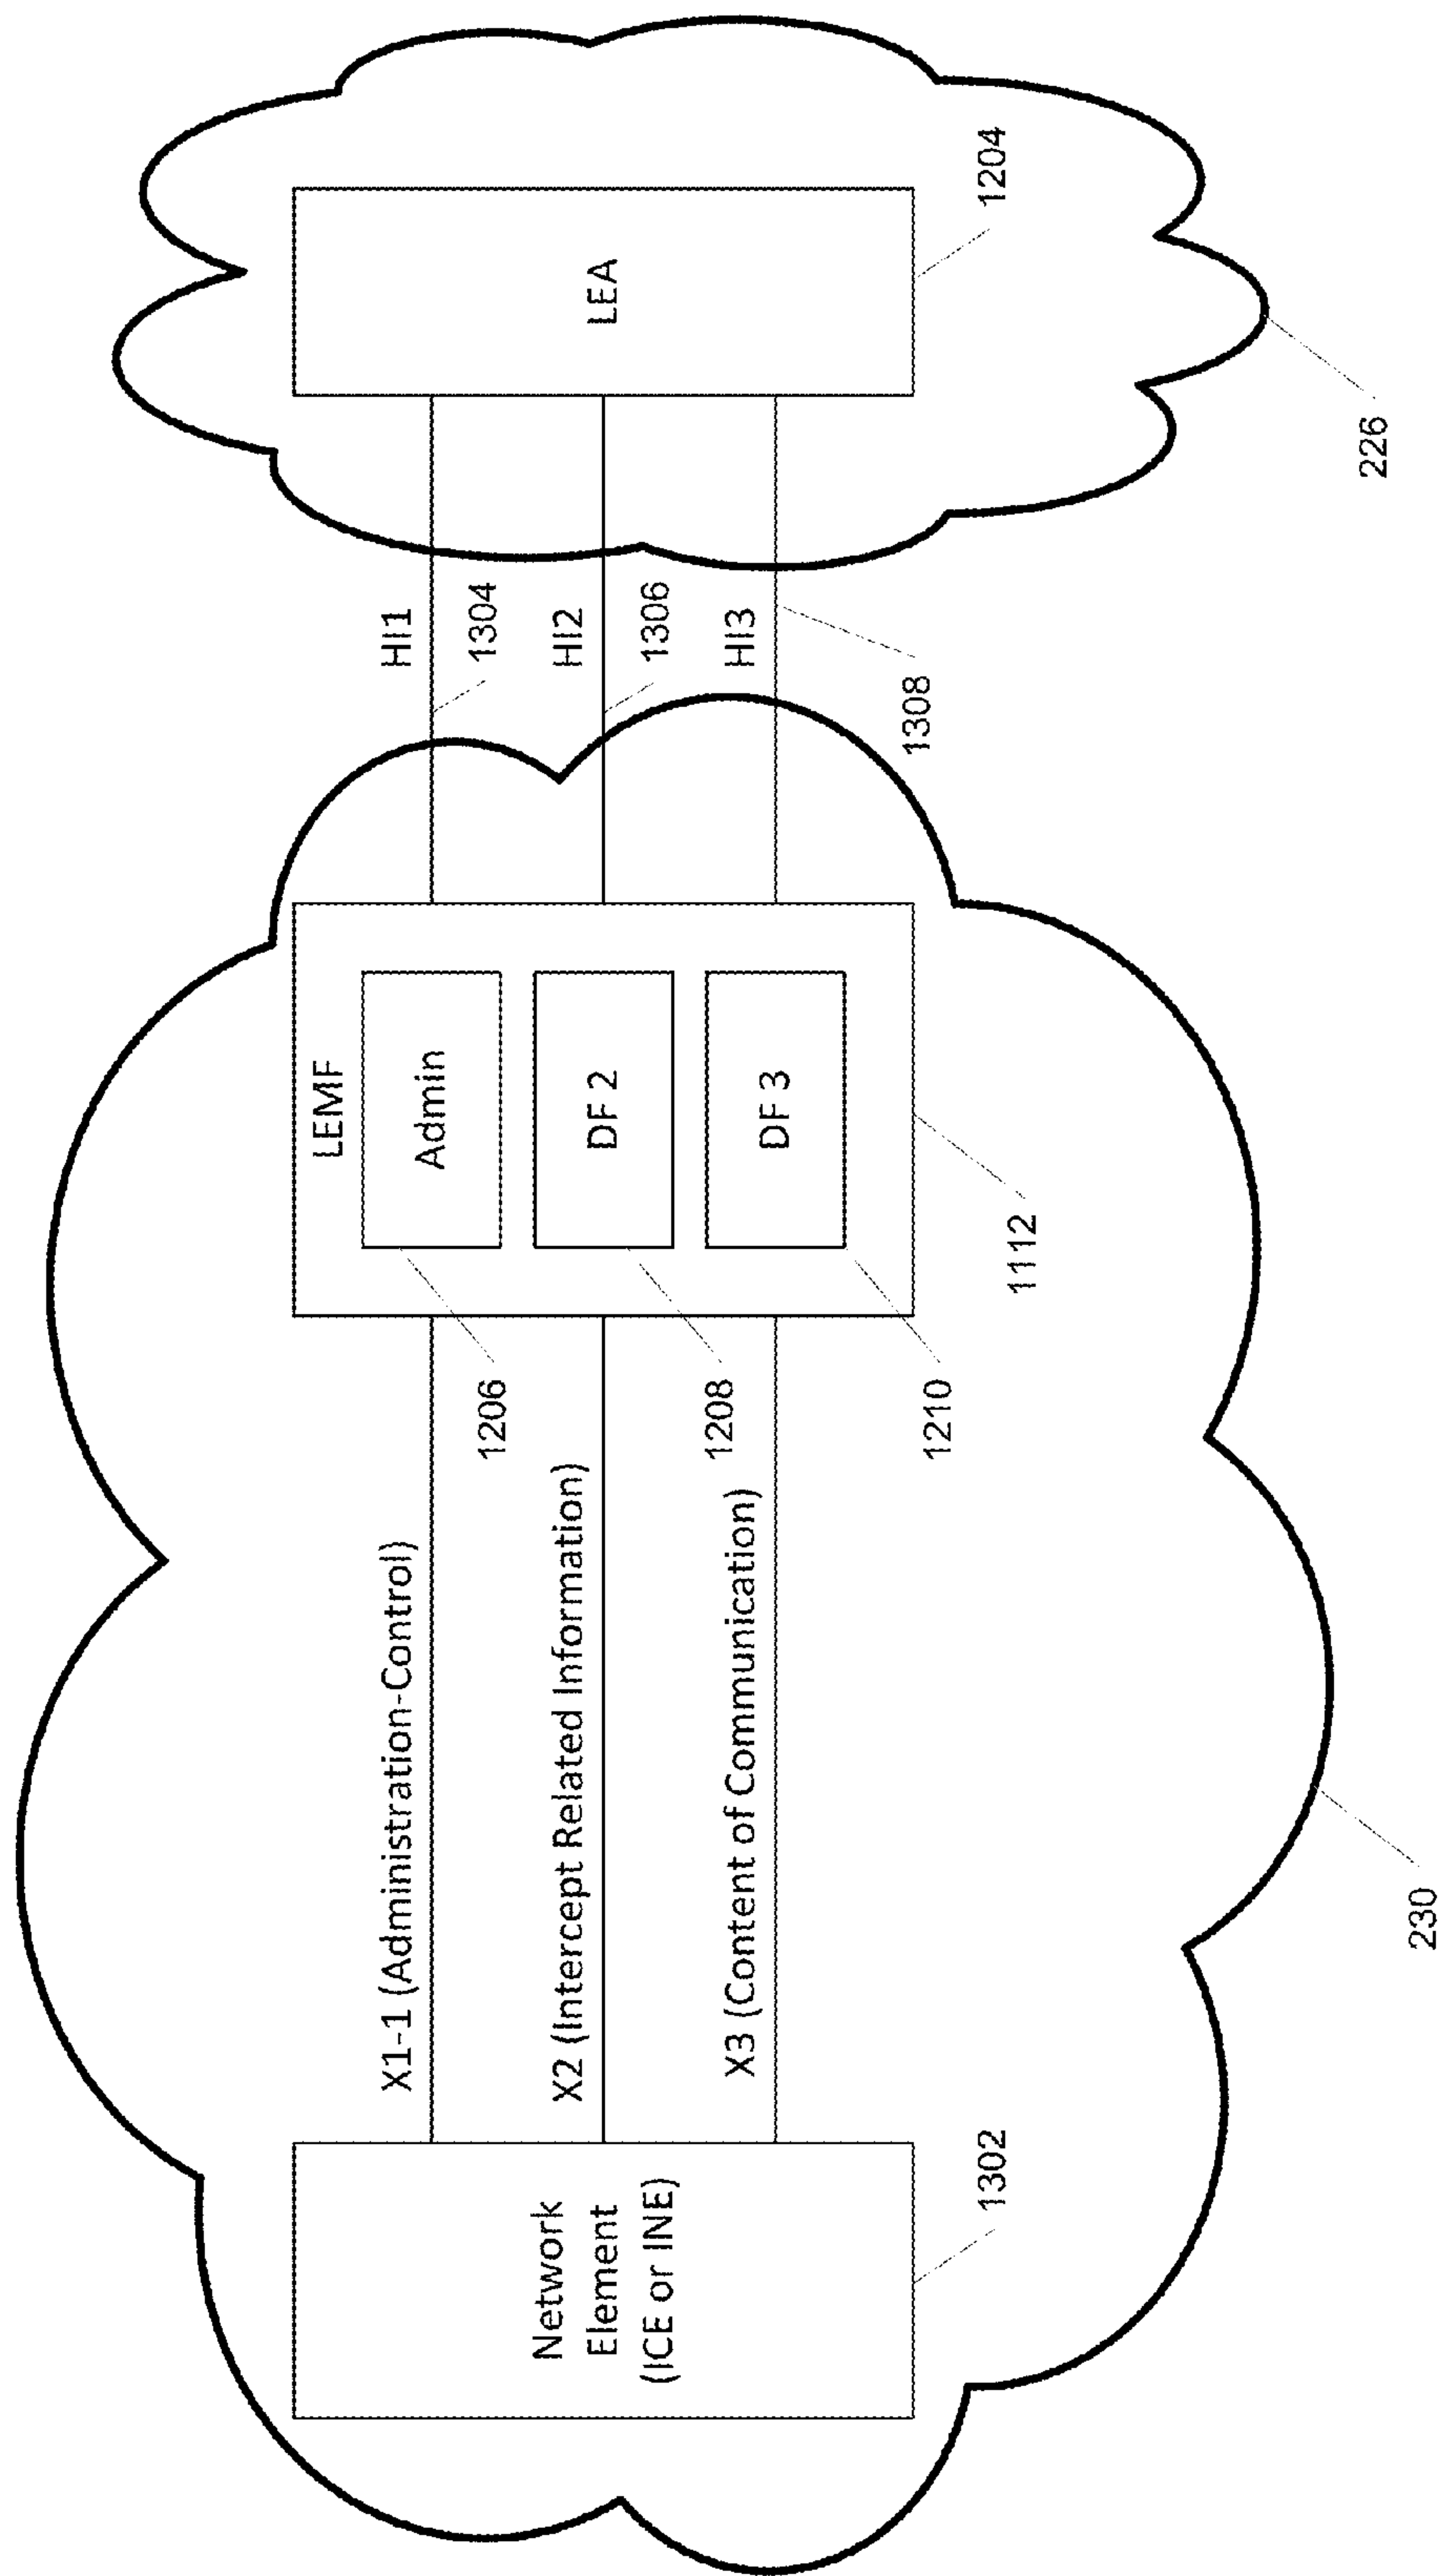 Network
Element
(ICE or INE)
1302
X1-1 (Administration-Control)
X2 (Intercept Related Information)
X3 (Content of Communication)
230
1206
1208
1210
LEMF
Admin
DF 2
DF 3
1112
HI1
1304
HI2
1306
HI3
1308
LEA
1204
226